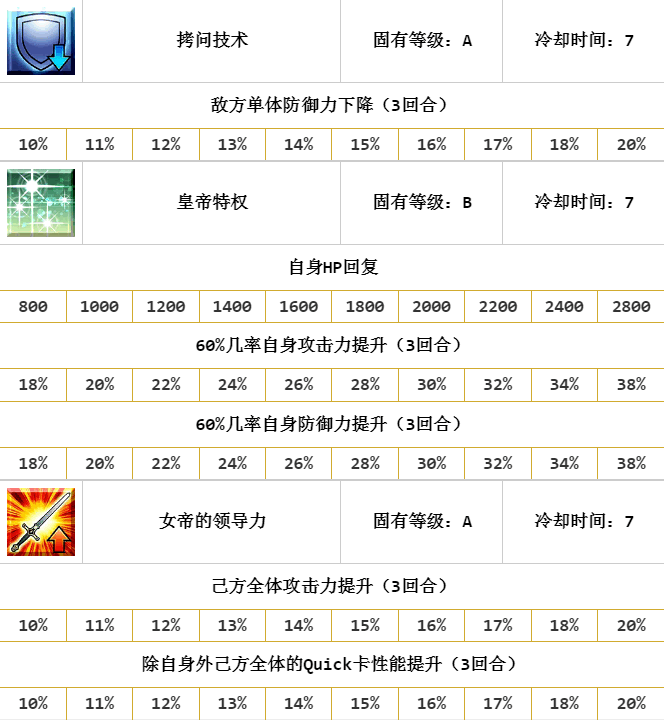 拷问技术 固有等级：A 冷却时间：7
敌方单体防御力下降（3回合）
10% 11% 12% 13% 14% 15% 16% 17% 18% 20%
皇帝特权 固有等级：B 冷却时间：7
自身HP回复
800 1000 1200 1400 1600 1800 2000 2200 2400 2800
60%几率自身攻击力提升（3回合）
18% 20% 22% 24% 26% 28% 30% 32% 34% 38%
60%几率自身防御力提升（3回合）
18% 20% 22% 24% 26% 28% 30% 32% 34% 38%
女帝的领导力 固有等级：A 冷却时间：7
己方全体攻击力提升（3回合）
10% 11% 12% 13% 14% 15% 16% 17% 18% 20%
除自身外己方全体的Quick卡性能提升（3回合）
10% 11% 12% 13% 14% 15% 16% 17% 18% 20%